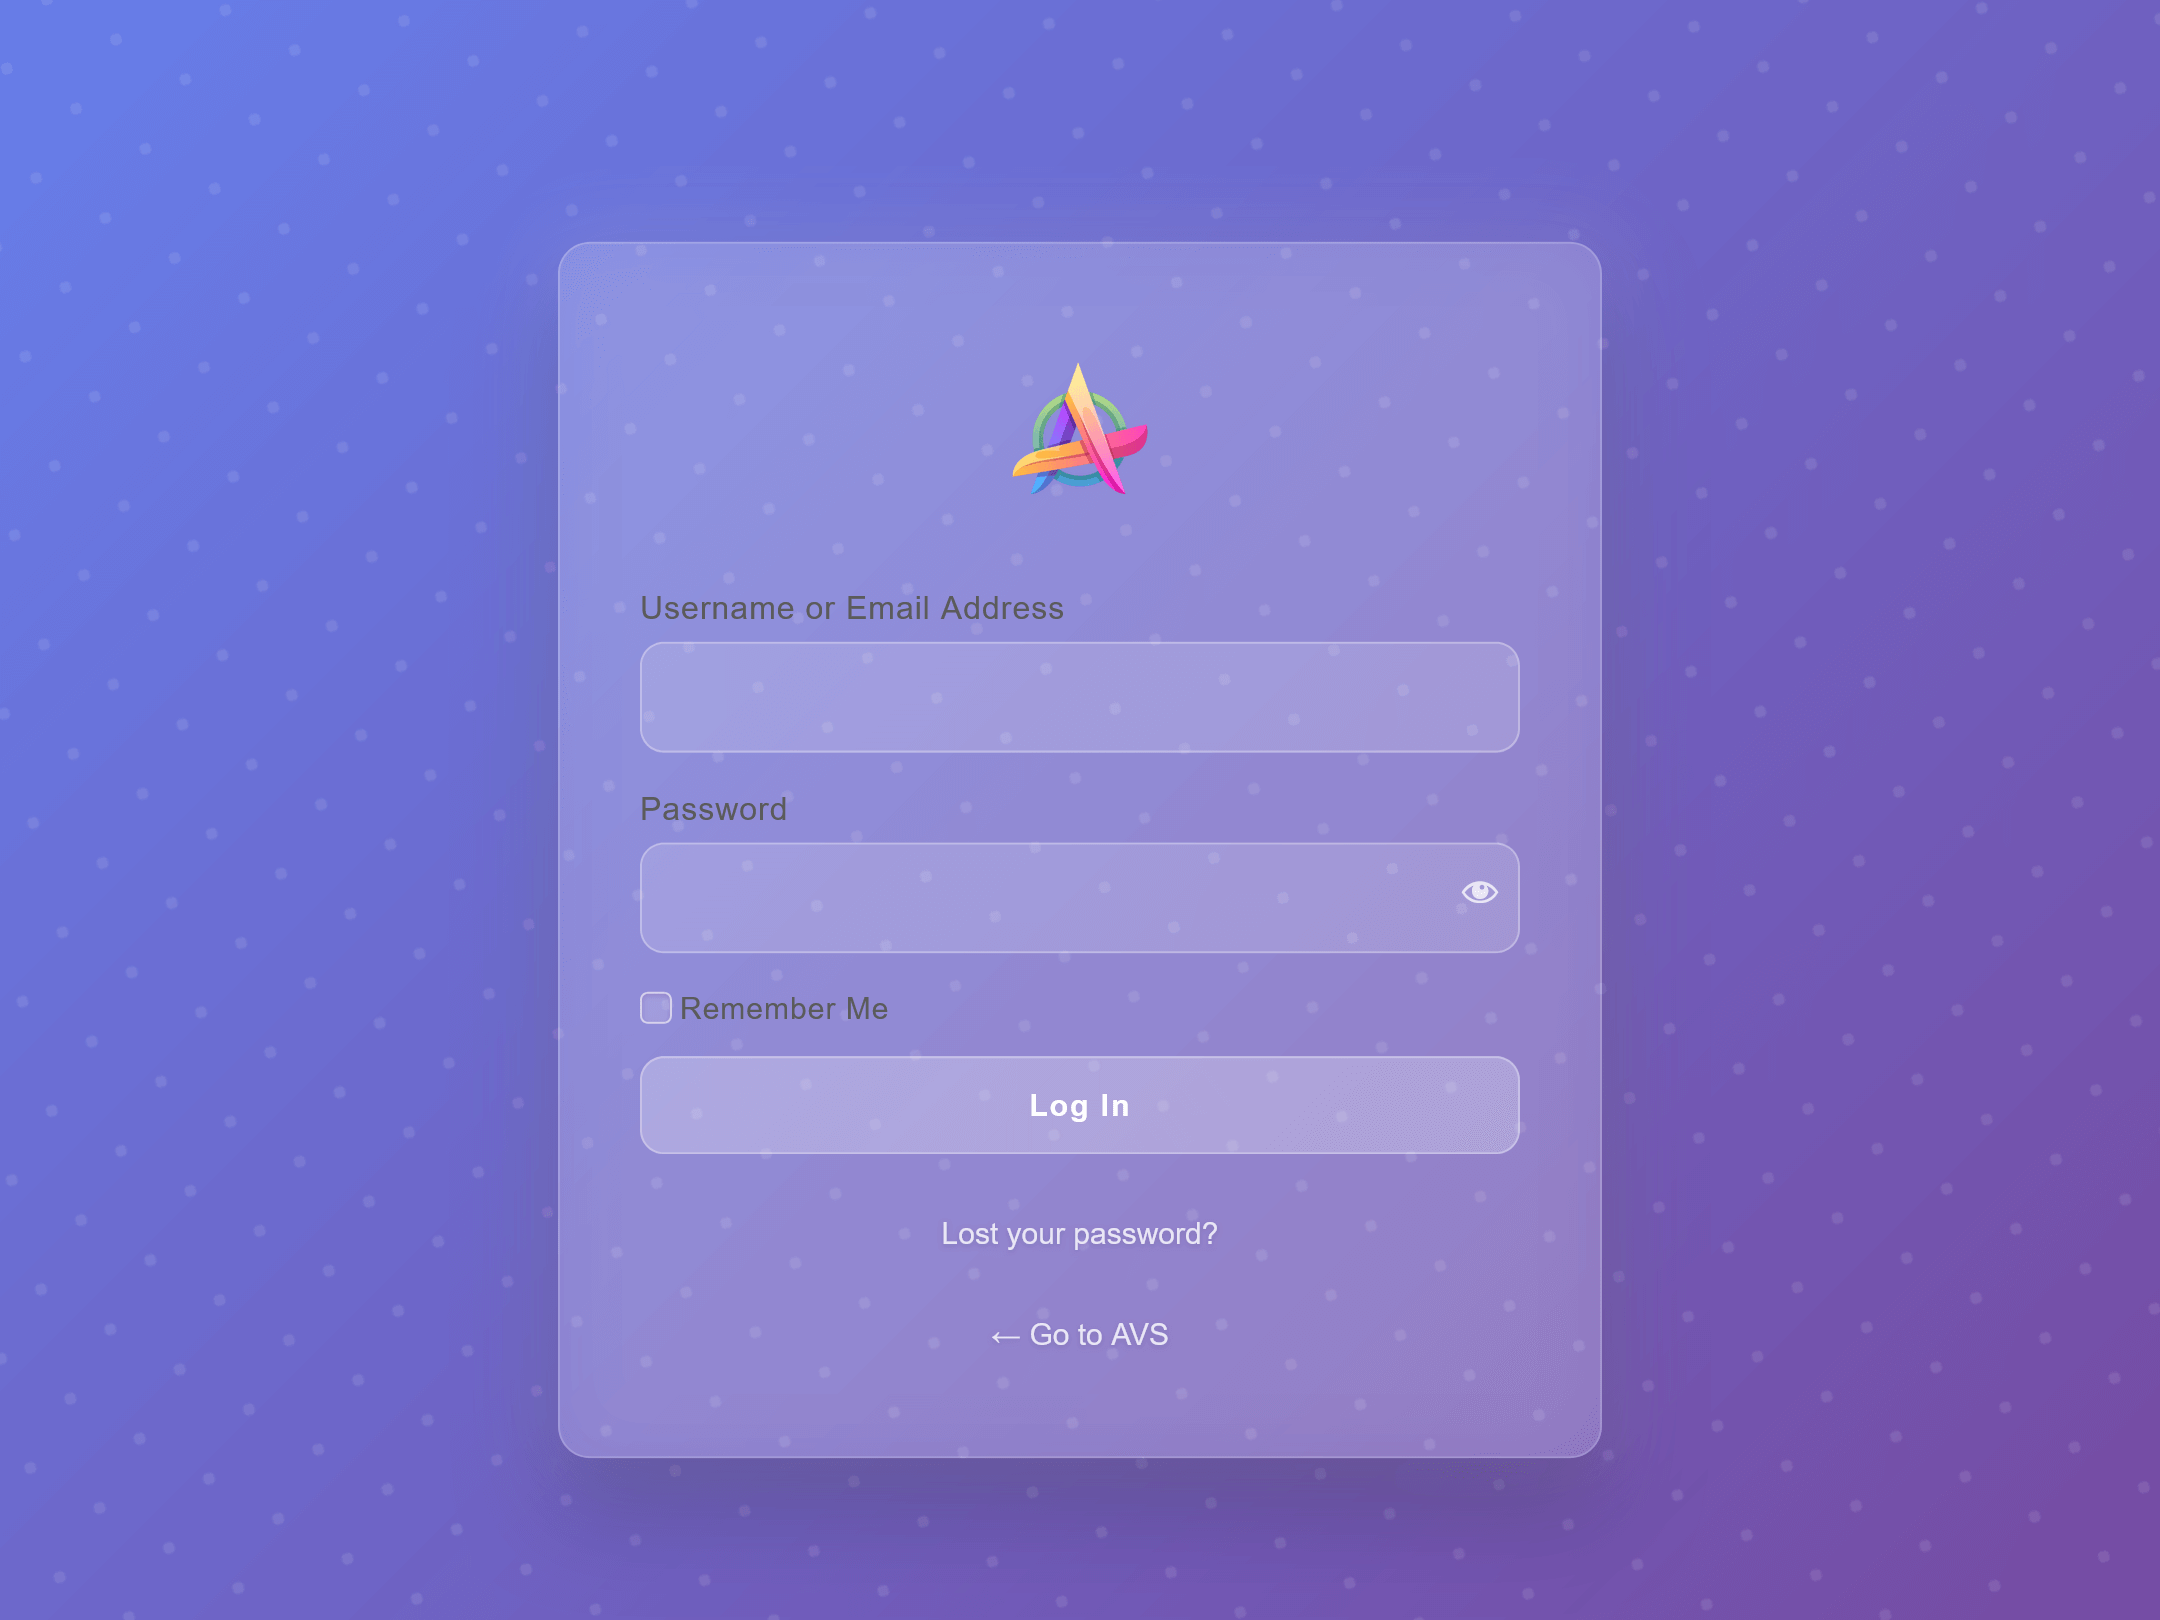 Username or Email Address
Password
Remember Me
Log In
Lost your password?
← Go to AVS